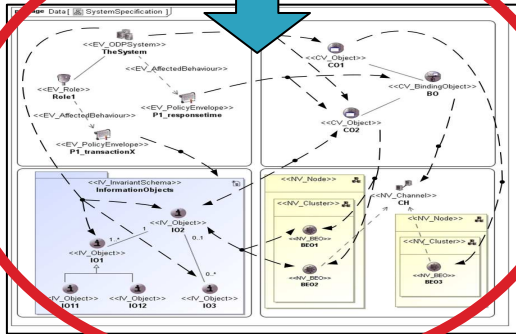 Data [ SystemSpecification ]
<<EV_ODPSystem>>
TheSystem
<<EV_AffectedBehaviour>>
<<EV_Role>>
Role1
<<EV_PolicyEnvelope>>
P1_responsetime
<<EV_AffectedBehaviour>>
<<EV_PolicyEnvelope>>
P1_transactionX
<<CV_Object>>
CO1
<<CV_BindingObject>>
BO
<<CV_Object>>
CO2
<<IV_InvariantSchema>>
InformationObjects
<<IV_Object>>
IO2
1
1..*
0..1
<<IV_Object>>
IO1
0..*
<<IV_Object>>
IO11
<<IV_Object>>
IO12
<<IV_Object>>
IO3
<<NV_Node>>
<<NV_Cluster>>
<<NV_BEO>>
BEO1
<<NV_BEO>>
BEO2
<<NV_Channel>>
CH
<<NV_Node>>
<<NV_Cluster>>
<<NV_BEO>>
BEO3